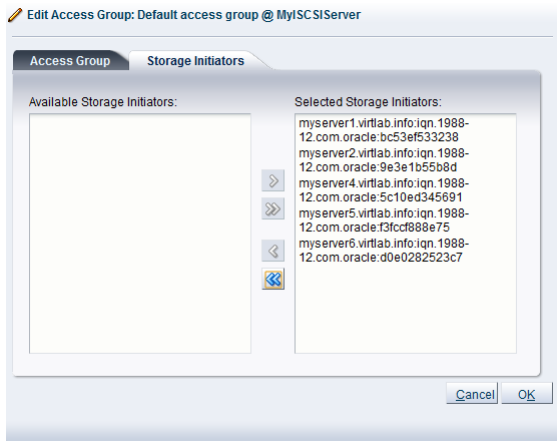 Edit Access Group: Default access group @ MyISCSIServer
Access Group
Storage Initiators
Available Storage Initiators:
Selected Storage Initiators:
myserver1.virtlab.info:iqn.1988-
12.com.oracle:bc53ef533238
myserver2.virtlab.info:iqn.1988-
12.com.oracle:9e3e1b55b8d
myserver4.virtlab.info:iqn.1988-
12.com.oracle:5c10ed345691
myserver5.virtlab.info:iqn.1988-
12.com.oracle:f3fccf888e75
myserver6.virtlab.info:iqn.1988-
12.com.oracle:d0e0282523c7
Cancel
OK